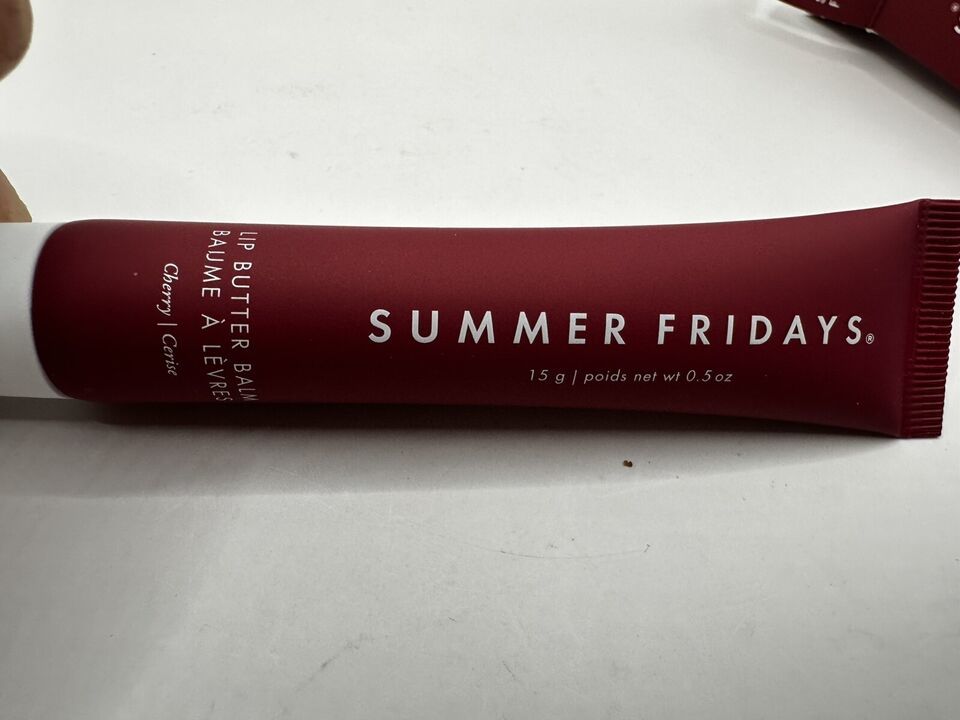 SUMMER FRIDAYS®
15 g | poids net wt 0.5 oz
LIP BUTTER BALM
BAUME À LÈVRES
Cherry | Cerise